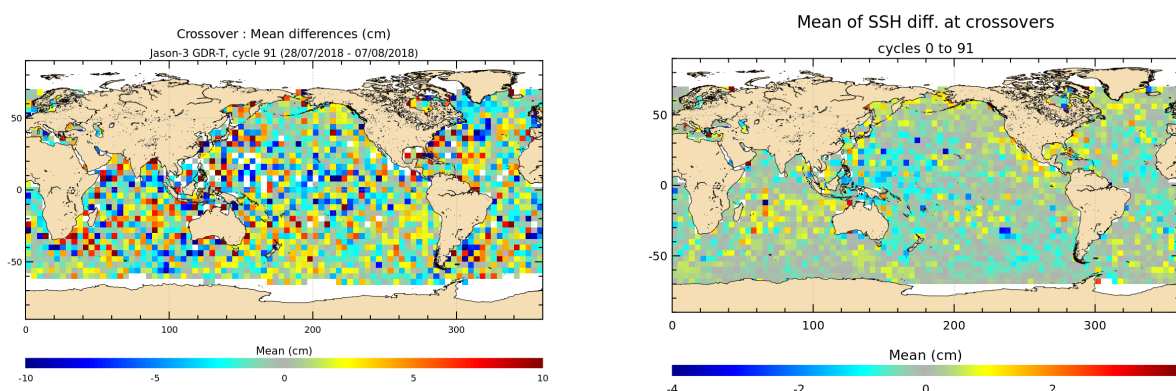 Crossover : Mean differences (cm)
Jason-3 GDR-T, cycle 91 (28/07/2018 - 07/08/2018)
50
0
-50
0 100 200 300
Mean (cm)
-10 -5 0 5 10
Mean of SSH diff. at crossovers
cycles 0 to 91
50
0
-50
0 100 200 300
Mean (cm)
-4 -2 0 2